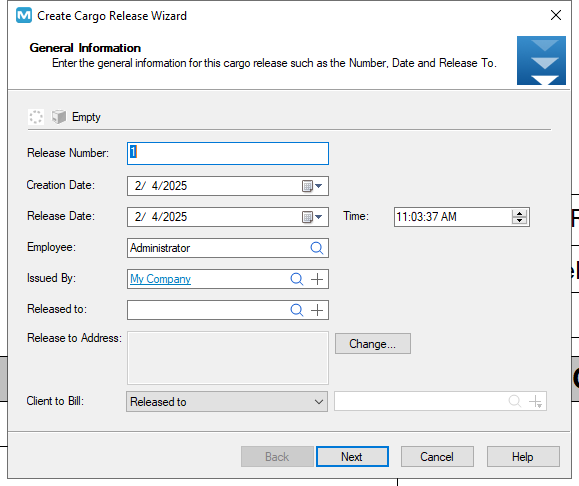 Create Cargo Release Wizard
General Information
Enter the general information for this cargo release such as the Number, Date and Release To.
Empty
Release Number: 1
Creation Date: 2/ 4/2025
Release Date: 2/ 4/2025 Time: 11:03:37 AM
Employee: Administrator
Issued By: My Company
Released to:
Release to Address: Change...
Client to Bill: Released to
Back Next Cancel Help